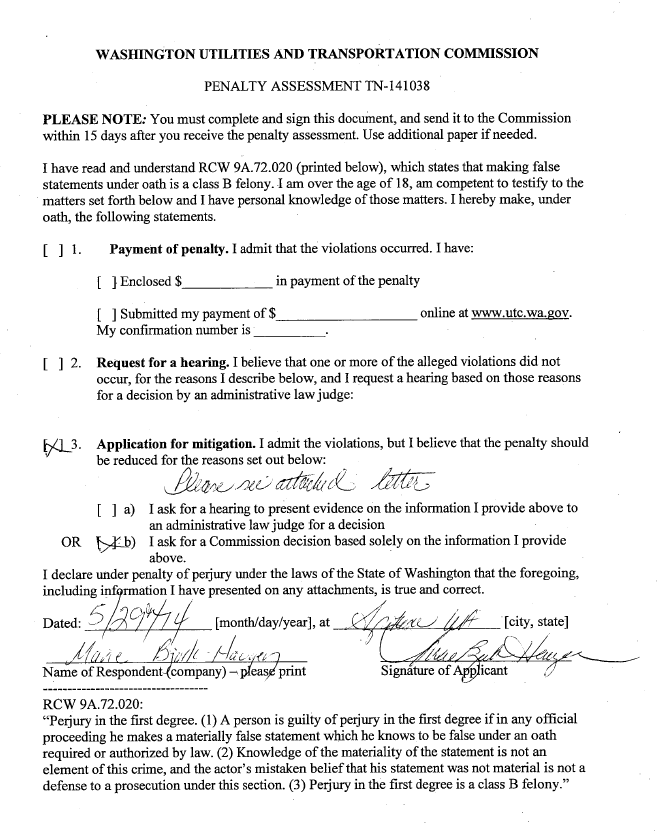 WASHINGTON UTILITIES AND TRANSPORTATION COMMISSION
PENALTY ASSESSMENT TN-141038
PLEASE NOTE: You must complete and sign this document, and send it to the Commission
within 15 days after you receive the penalty assessment. Use additional paper if needed.
I have read and understand RCW 9A.72.020 (printed below), which states that making false
statements under oath is a class B felony. I am over the age of 18, am competent to testify to the
matters set forth below and I have personal knowledge of those matters. I hereby make, under
oath, the following statements.
[ ] 1. Payment of penalty. I admit that the violations occurred. I have:
[ ] Enclosed $____________ in payment of the penalty
[ ] Submitted my payment of $___________________ online at www.utc.wa.gov.
My confirmation number is __________.
[ ] 2. Request for a hearing. I believe that one or more of the alleged violations did not
occur, for the reasons I describe below, and I request a hearing based on those reasons
for a decision by an administrative law judge:
[X] 3. Application for mitigation. I admit the violations, but I believe that the penalty should
be reduced for the reasons set out below:
Please see attached letter
[ ] a) I ask for a hearing to present evidence on the information I provide above to
an administrative law judge for a decision
OR [X] b) I ask for a Commission decision based solely on the information I provide
above.
I declare under penalty of perjury under the laws of the State of Washington that the foregoing,
including information I have presented on any attachments, is true and correct.
Dated: 5/29/14 [month/day/year], at [city, state]
Name of Respondent (company) – please print Signature of Applicant
----------------------------------
RCW 9A.72.020:
“Perjury in the first degree. (1) A person is guilty of perjury in the first degree if in any official
proceeding he makes a materially false statement which he knows to be false under an oath
required or authorized by law. (2) Knowledge of the materiality of the statement is not an
element of this crime, and the actor's mistaken belief that his statement was not material is not a
defense to a prosecution under this section. (3) Perjury in the first degree is a class B felony.”